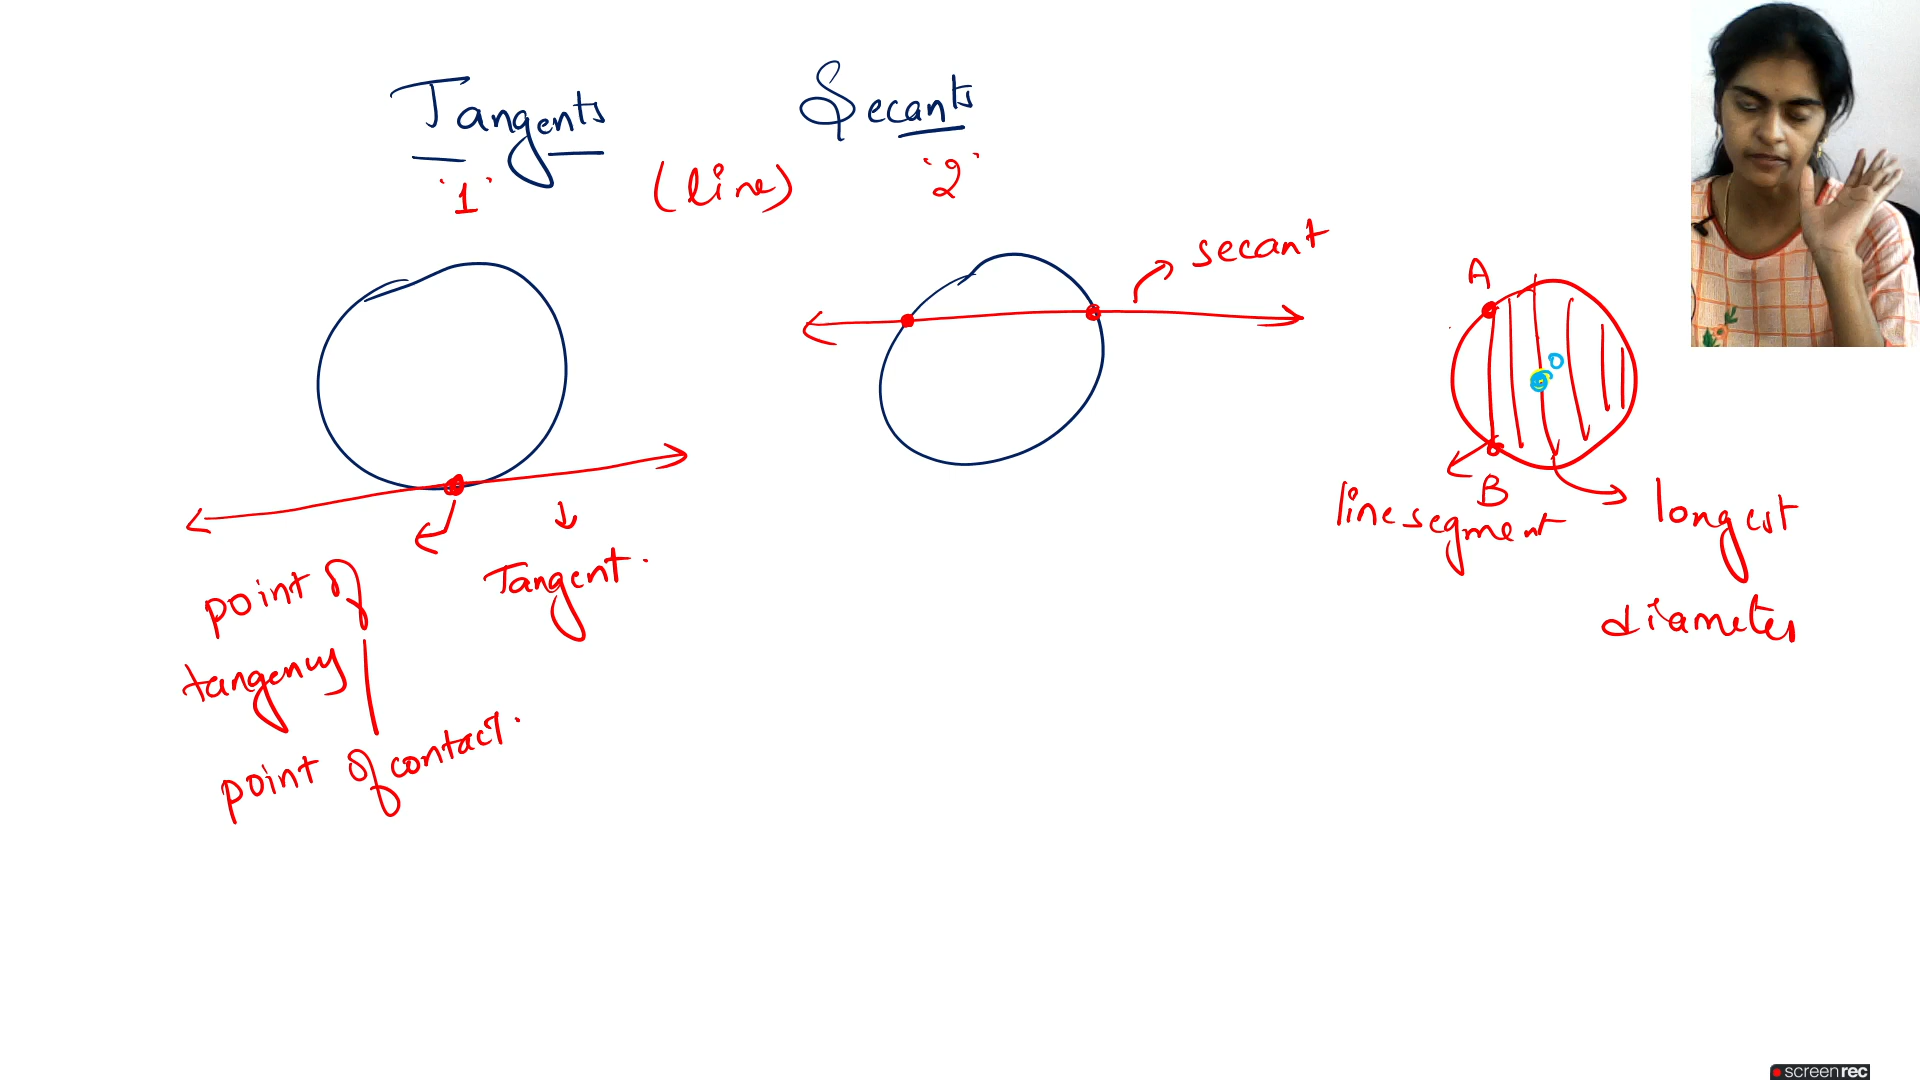 Tangents
Secants
'1'
(line)
'2'
secant
A
O
B
line segment
longest
diameter
Tangent.
point of
tangency
point of contact.
screenrec